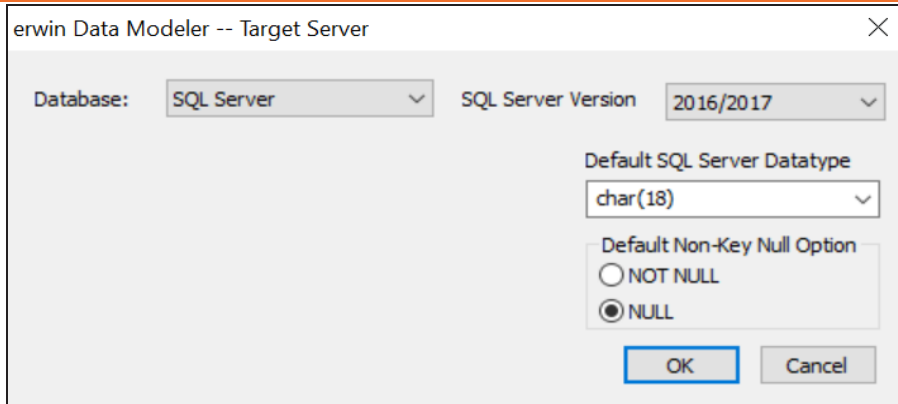 erwin Data Modeler -- Target Server
Database: SQL Server SQL Server Version 2016/2017
Default SQL Server Datatype
char(18)
Default Non-Key Null Option
NOT NULL
NULL
OK Cancel